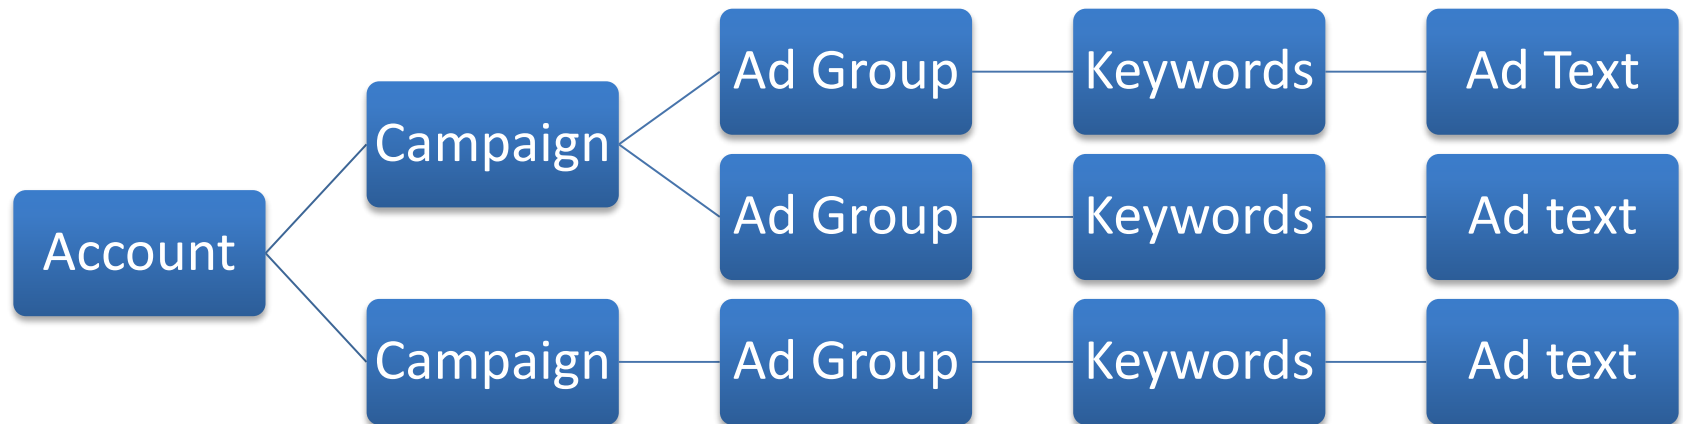 Account
Campaign
Ad Group
Keywords
Ad Text
Ad Group
Keywords
Ad text
Campaign
Ad Group
Keywords
Ad text